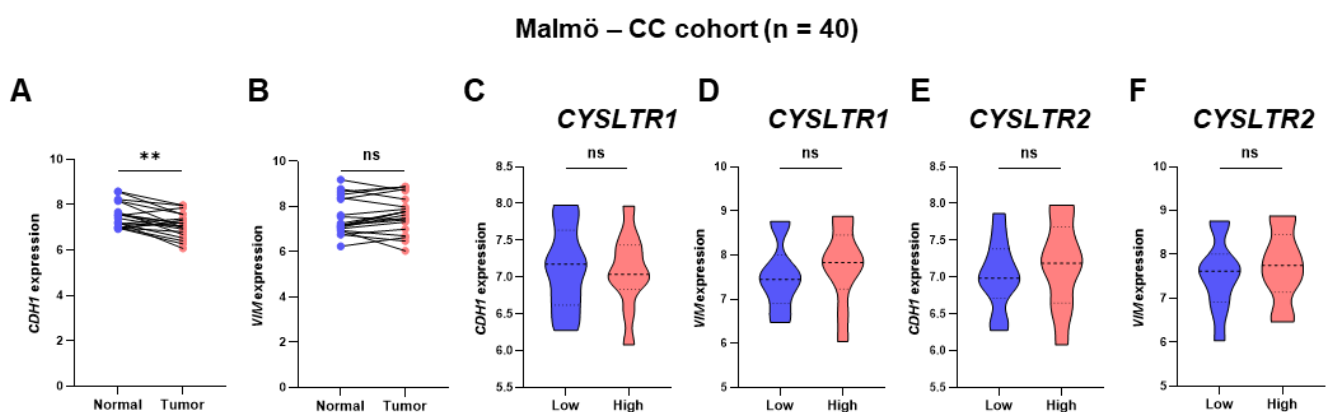 Malmö – CC cohort (n = 40)
A
B
C
D
E
F
CYSLTR1
CYSLTR1
CYSLTR2
CYSLTR2
**
ns
ns
ns
ns
ns
CDH1 expression
10
8
6
4
2
0
Normal Tumor
VIM expression
10
8
6
4
2
0
Normal Tumor
CDH1 expression
8.5
8.0
7.5
7.0
6.5
6.0
5.5
Low High
VIM expression
10
9
8
7
6
5
Low High
CDH1 expression
8.5
8.0
7.5
7.0
6.5
6.0
5.5
Low High
VIM expression
10
9
8
7
6
5
Low High